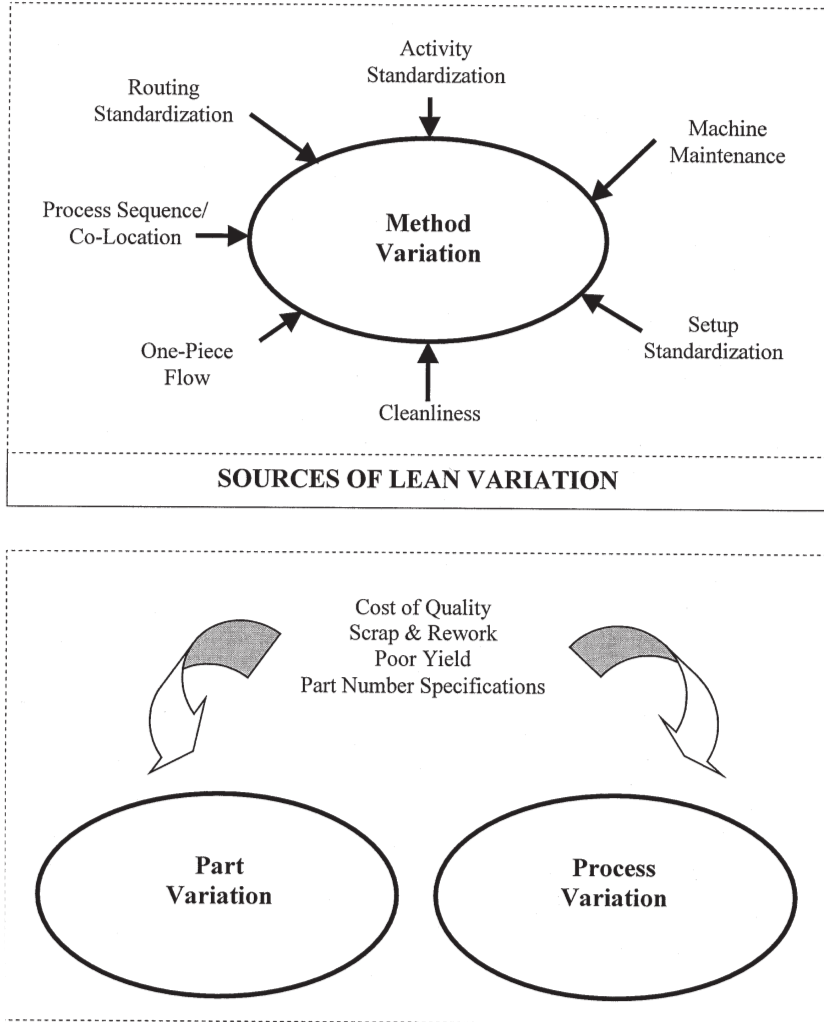 Activity
Standardization
Routing
Standardization
Machine
Maintenance
Process Sequence/
Co-Location
Method
Variation
One-Piece
Flow
Setup
Standardization
Cleanliness
SOURCES OF LEAN VARIATION
Cost of Quality
Scrap & Rework
Poor Yield
Part Number Specifications
Part
Variation
Process
Variation